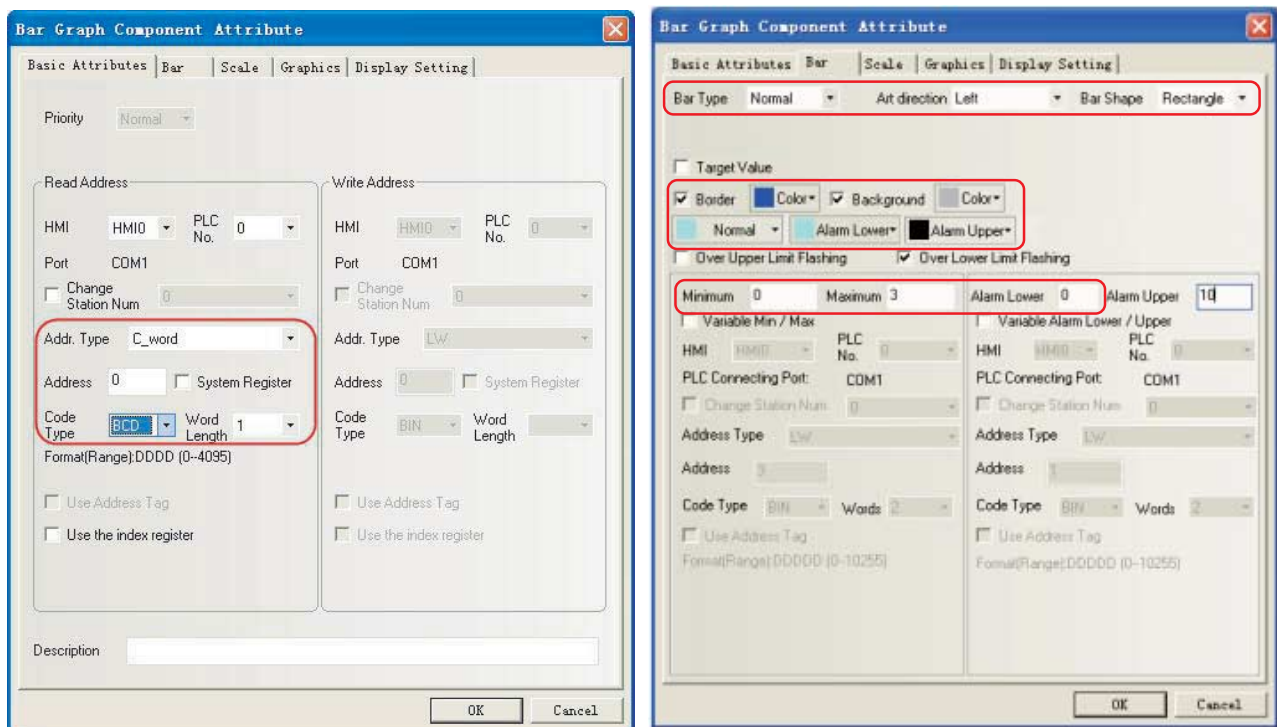 Bar Graph Component Attribute
Basic Attributes Bar Scale Graphics Display Setting
Priority Normal
Read Address
HMI HMI0 PLC No. 0
Port COM1
Change Station Num 0
Addr. Type C_word
Address 0 System Register
Code Type BCD Word Length 1
Format(Range):DDDD (0--4095)
Use Address Tag
Use the index register
Write Address
HMI HMI0 PLC No. 0
Port COM1
Change Station Num 0
Addr. Type LW
Address 0 System Register
Code Type BIN Word Length
Use Address Tag
Use the index register
Description
OK Cancel
Bar Graph Component Attribute
Basic Attributes Bar Scale Graphics Display Setting
Bar Type Normal Art direction Left Bar Shape Rectangle
Target Value
Border Color Background Color
Normal Alarm Lower Alarm Upper
Over Upper Limit Flashing Over Lower Limit Flashing
Minimum 0 Maximum 3 Alarm Lower 0 Alarm Upper 10
Variable Min / Max
HMI HMI0 PLC No. 0
PLC Connecting Port: COM1
Change Station Num 0
Address Type LW
Address
Code Type BIN Words 2
Use Address Tag
Format(Range):DDDDD (0-10255)
Variable Alarm Lower / Upper
HMI HMI0 PLC No. 0
PLC Connecting Port: COM1
Change Station Num 0
Address Type LW
Address
Code Type BIN Words 2
Use Address Tag
Format(Range):DDDDD (0-10255)
OK Cancel